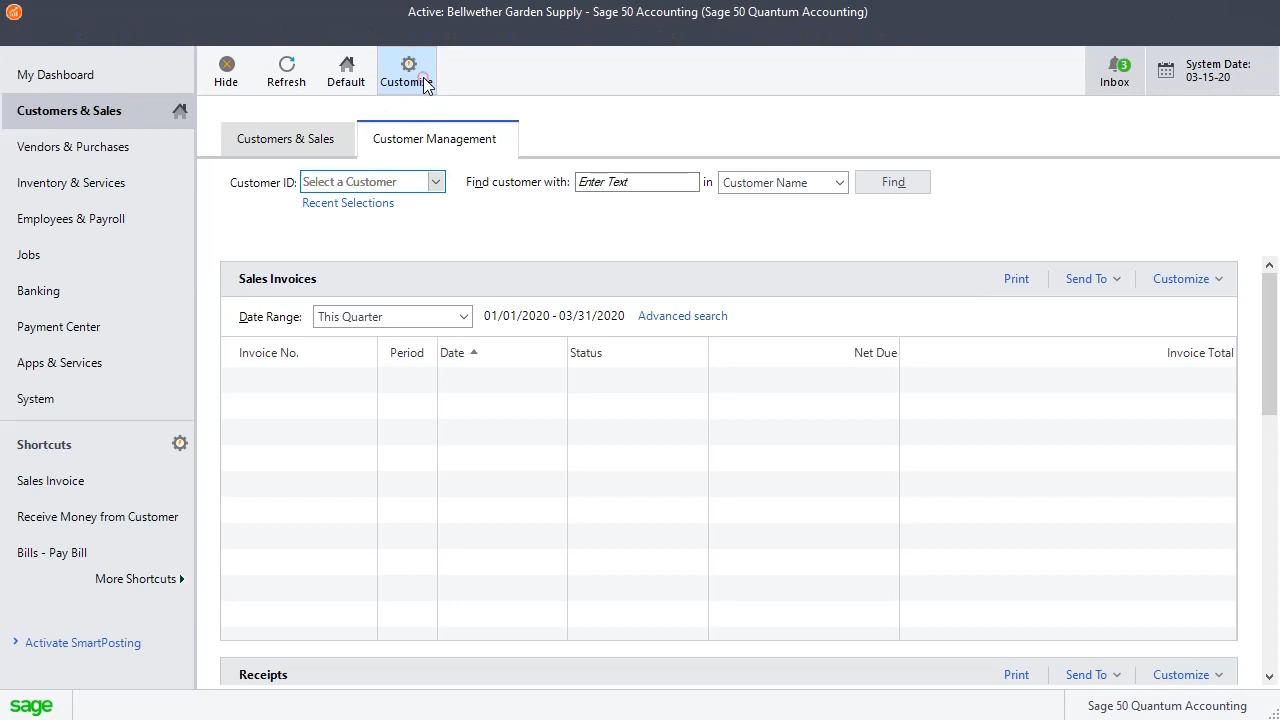 Active: Bellwether Garden Supply - Sage 50 Accounting (Sage 50 Quantum Accounting)
Hide
Refresh
Default
Customize
3
Inbox
System Date:
03-15-20
My Dashboard
Customers & Sales
Vendors & Purchases
Inventory & Services
Employees & Payroll
Jobs
Banking
Payment Center
Apps & Services
System
Shortcuts
Sales Invoice
Receive Money from Customer
Bills - Pay Bill
More Shortcuts
Activate SmartPosting
Customers & Sales
Customer Management
Customer ID: Select a Customer Find customer with: Enter Text in Customer Name Find
Recent Selections
Sales Invoices Print Send To Customize
Date Range: This Quarter 01/01/2020 - 03/31/2020 Advanced search
Invoice No. Period Date Status Net Due Invoice Total
Receipts Print Send To Customize
sage
Sage 50 Quantum Accounting